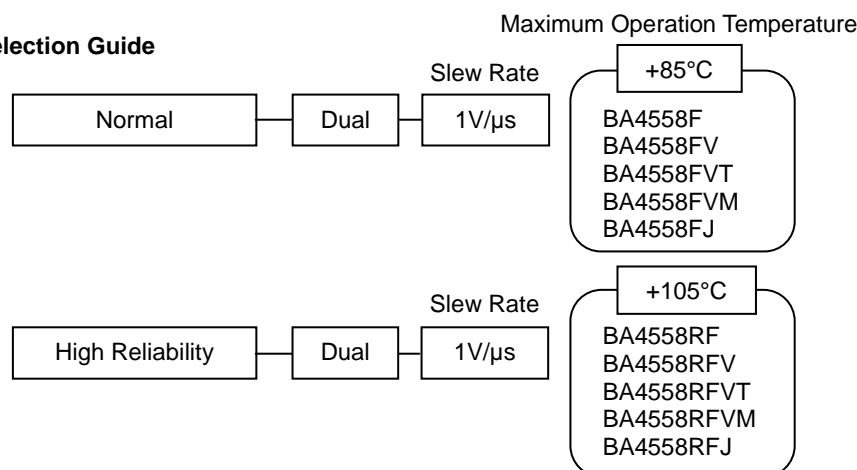 Maximum Operation Temperature
election Guide
Slew Rate
+85°C
Normal
Dual
1V/µs
BA4558F
BA4558FV
BA4558FVT
BA4558FVM
BA4558FJ
Slew Rate
+105°C
High Reliability
Dual
1V/µs
BA4558RF
BA4558RFV
BA4558RFVT
BA4558RFVM
BA4558RFJ